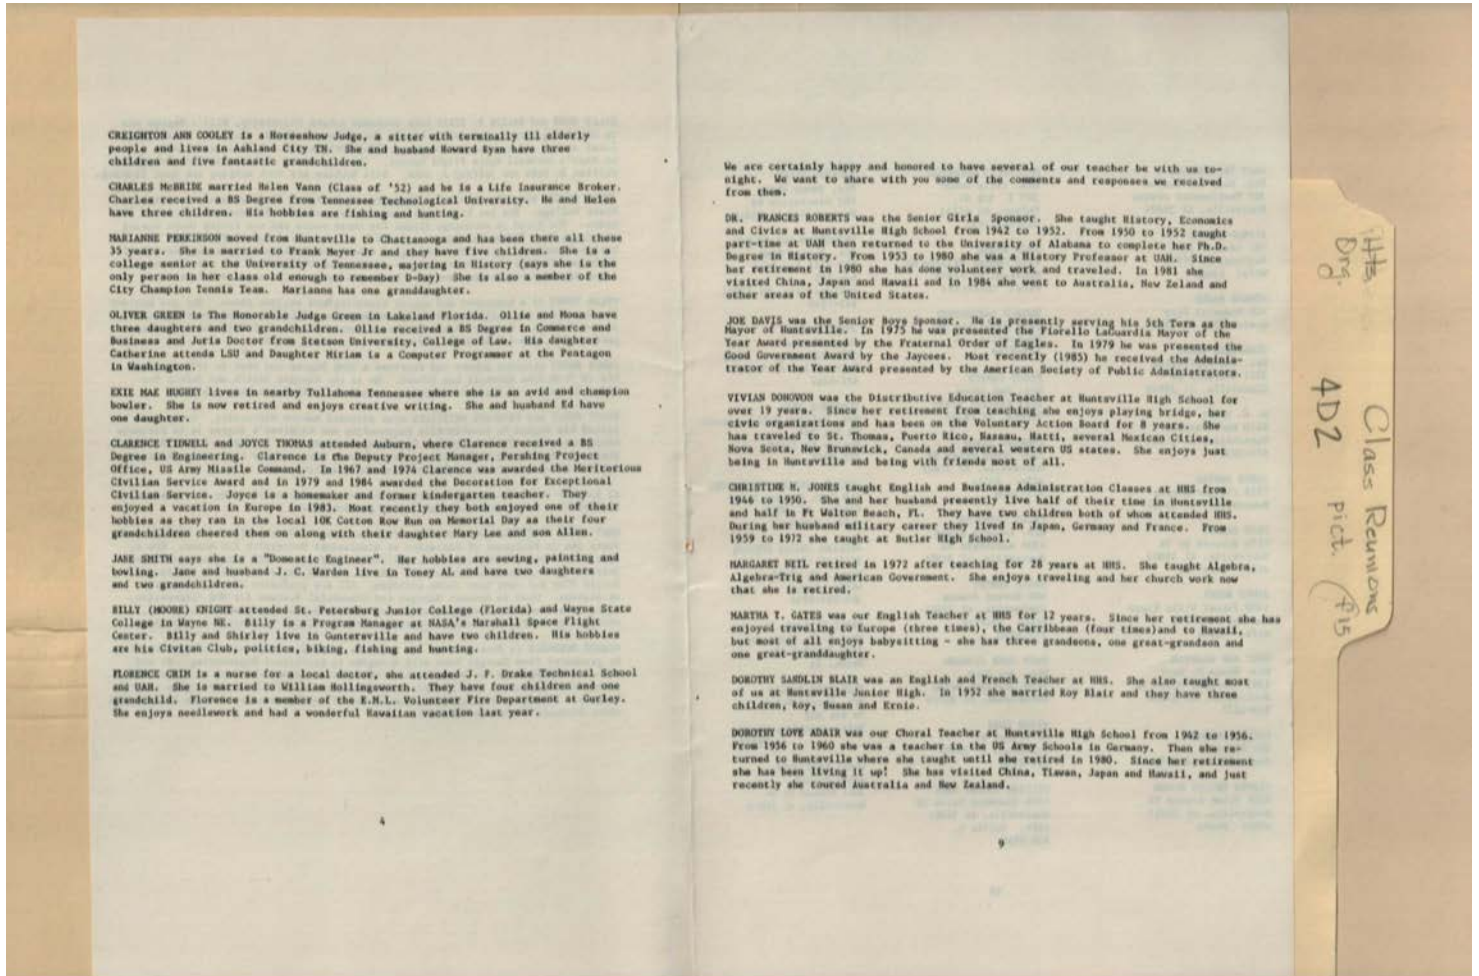 CREIGHTON ANN COOLEY is a Horseshow Judge, a sitter with terminally ill elderly
people and lives in Ashland City TN. She and husband Howard Ryan have three
children and five fantastic grandchildren.
CHARLES McBRIDE married Helen Vann (Class of '52) and he is a Life Insurance Broker.
Charles received a BS Degree from Tennessee Technological University. He and Helen
have three children. His hobbies are fishing and hunting.
MARIANNE PERKINSON moved from Huntsville to Chattanooga and has been there all these
35 years. She is married to Frank Meyer Jr and they have five children. She is a
college senior at the University of Tennessee, majoring in History (says she is the
only person in her class old enough to remember D-Day) She is also a member of the
City Champion Tennis Team. Marianne has one granddaughter.
OLIVER GREEN is The Honorable Judge Green in Lakeland Florida. Ollie and Mona have
three daughters and two grandchildren. Ollie received a BS Degree in Commerce and
Business and Juris Doctor from Stetson University, College of Law. His daughter
Catherine attends LSU and Daughter Miriam is a Computer Programmer at the Pentagon
in Washington.
EXIE MAE HUGHEY lives in nearby Tullahoma Tennessee where she is an avid and champion
bowler. She is now retired and enjoys creative writing. She and husband Ed have
one daughter.
CLARENCE TIDWELL and JOYCE THOMAS attended Auburn, where Clarence received a BS
Degree in Engineering. Clarence is the Deputy Project Manager, Pershing Project
Office, US Army Missile Command. In 1967 and 1974 Clarence was awarded the Meritorious
Civilian Service Award and in 1979 and 1984 awarded the Decoration for Exceptional
Civilian Service. Joyce is a homemaker and former kindergarten teacher. They
enjoyed a vacation in Europe in 1983. Most recently they both enjoyed one of their
hobbies as they ran in the local 10K Cotton Row Run on Memorial Day as their four
grandchildren cheered them on along with their daughter Mary Lee and son Allen.
JANE SMITH says she is a "Domestic Engineer". Her hobbies are sewing, painting and
bowling. Jane and husband J. C. Warden live in Toney AL and have two daughters
and two grandchildren.
BILLY (MOORE) KNIGHT attended St. Petersburg Junior College (Florida) and Wayne State
College in Wayne NE. Billy is a Program Manager at NASA's Marshall Space Flight
Center. Billy and Shirley live in Guntersville and have two children. His hobbies
are his Civitan Club, politics, biking, fishing and hunting.
FLORENCE GRIM is a nurse for a local doctor, she attended J. F. Drake Technical School
and UAH. She is married to William Hollingsworth. They have four children and one
grandchild. Florence is a member of the E.M.L. Volunteer Fire Department at Gurley.
She enjoys needlework and had a wonderful Hawaiian vacation last year.
4
We are certainly happy and honored to have several of our teacher be with us to-
night. We want to share with you some of the comments and responses we received
from them.
DR. FRANCES ROBERTS was the Senior Girls Sponsor. She taught History, Economics
and Civics at Huntsville High School from 1942 to 1952. From 1950 to 1952 taught
part-time at UAH then returned to the University of Alabama to complete her Ph.D.
Degree in History. From 1953 to 1980 she was a History Professor at UAH. Since
her retirement in 1980 she has done volunteer work and traveled. In 1981 she
visited China, Japan and Hawaii and in 1984 she went to Australia, New Zeland and
other areas of the United States.
JOE DAVIS was the Senior Boys Sponsor. He is presently serving his 5th Term as the
Mayor of Huntsville. In 1975 he was presented the Fiorello LaGuardia Mayor of the
Year Award presented by the Fraternal Order of Eagles. In 1979 he was presented the
Good Government Award by the Jaycees. Most recently (1985) he received the Adminis-
trator of the Year Award presented by the American Society of Public Administrators.
VIVIAN DONOVON was the Distributive Education Teacher at Huntsville High School for
over 19 years. Since her retirement from teaching she enjoys playing bridge, her
civic organizations and has been on the Voluntary Action Board for 8 years. She
has traveled to St. Thomas, Puerto Rico, Nassau, Hatti, several Mexican Cities,
Nova Scota, New Brunswick, Canada and several western US states. She enjoys just
being in Huntsville and being with friends most of all.
CHRISTINE H. JONES taught English and Business Administration Classes at HHS from
1946 to 1950. She and her husband presently live half of their time in Huntsville
and half in Ft Walton Beach, FL. They have two children both of whom attended HHS.
During her husband military career they lived in Japan, Germany and France. From
1959 to 1972 she taught at Butler High School.
MARGARET NEIL retired in 1972 after teaching for 28 years at HHS. She taught Algebra,
Algebra-Trig and American Government. She enjoys traveling and her church work now
that she is retired.
MARTHA T. GATES was our English Teacher at HHS for 12 years. Since her retirement she has
enjoyed traveling to Europe (three times), the Carribbean (four times)and to Hawaii,
but most of all enjoys babysitting - she has three grandsons, one great-grandson and
one great-granddaughter.
DOROTHY SANDLIN BLAIR was an English and French Teacher at HHS. She also taught most
of us at Huntsville Junior High. In 1952 she married Roy Blair and they have three
children, Roy, Susan and Ernie.
DOROTHY LOVE ADAIR was our Choral Teacher at Huntsville High School from 1942 to 1956.
From 1956 to 1960 she was a teacher in the US Army Schools in Germany. Then she re-
turned to Huntsville where she taught until she retired in 1980. Since her retirement
she has been living it up! She has visited China, Tiawan, Japan and Hawaii, and just
recently she toured Australia and New Zealand.
9
Org.
Class Reunions
4D2 pict. 15